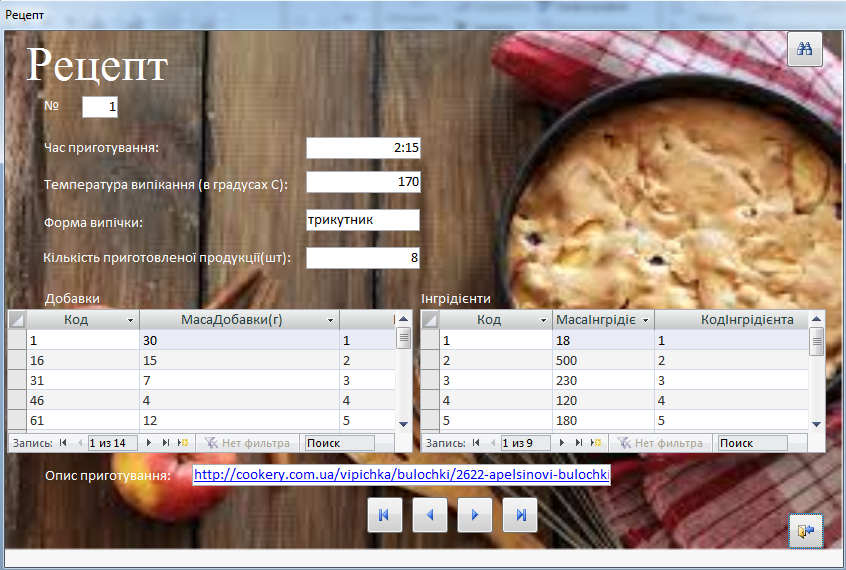 Рецепт
Рецепт
№ 1
Час приготування: 2:15
Температура випікання (в градусах С): 170
Форма випічки: трикутник
Кількість приготовленої продукції(шт): 8
Добавки
Код МасаДобавки(г)
1 30 1
16 15 2
31 7 3
46 4 4
61 12 5
Запись: 1 из 14 Нет фильтра Поиск
Інгрідієнти
Код МасаІнгрідіє КодІнгрідієнта
1 18 1
2 500 2
3 230 3
4 120 4
5 180 5
Запись: 1 из 9 Нет фильтра Поиск
Опис приготування: http://cookery.com.ua/vipichka/bulochki/2622-apelsinovi-bulochki